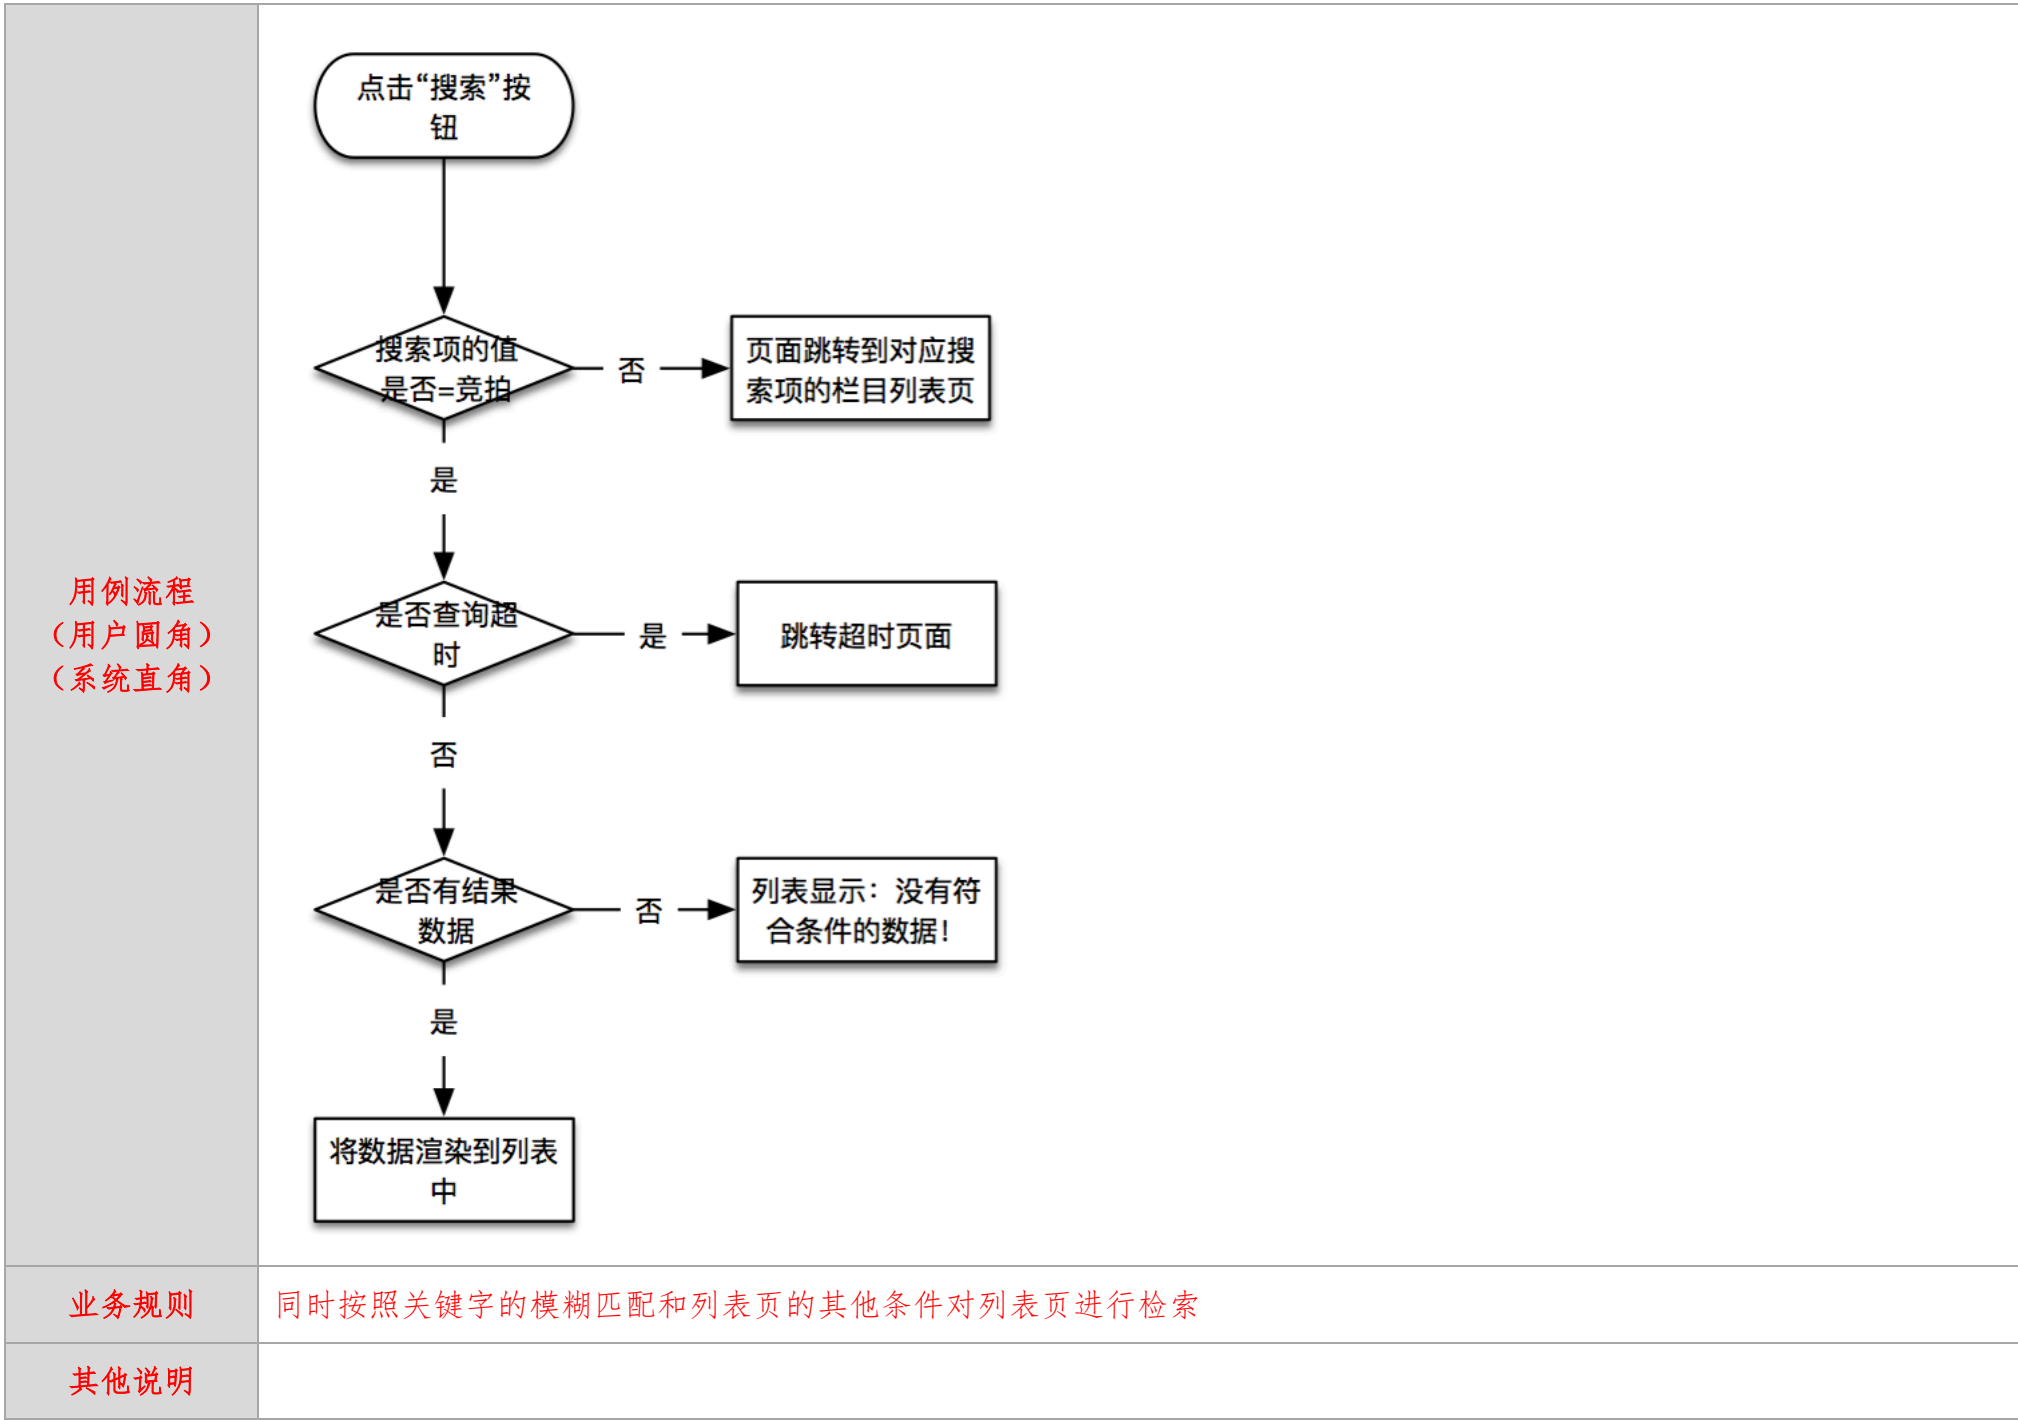 用例流程
（用户圆角）
（系统直角）
点击“搜索”按
钮
搜索项的值
是否=竞拍
否
页面跳转到对应搜
索项的栏目列表页
是
是否查询超
时
是
跳转超时页面
否
是否有结果
数据
否
列表显示：没有符
合条件的数据！
是
将数据渲染到列表
中
业务规则
同时按照关键字的模糊匹配和列表页的其他条件对列表页进行检索
其他说明